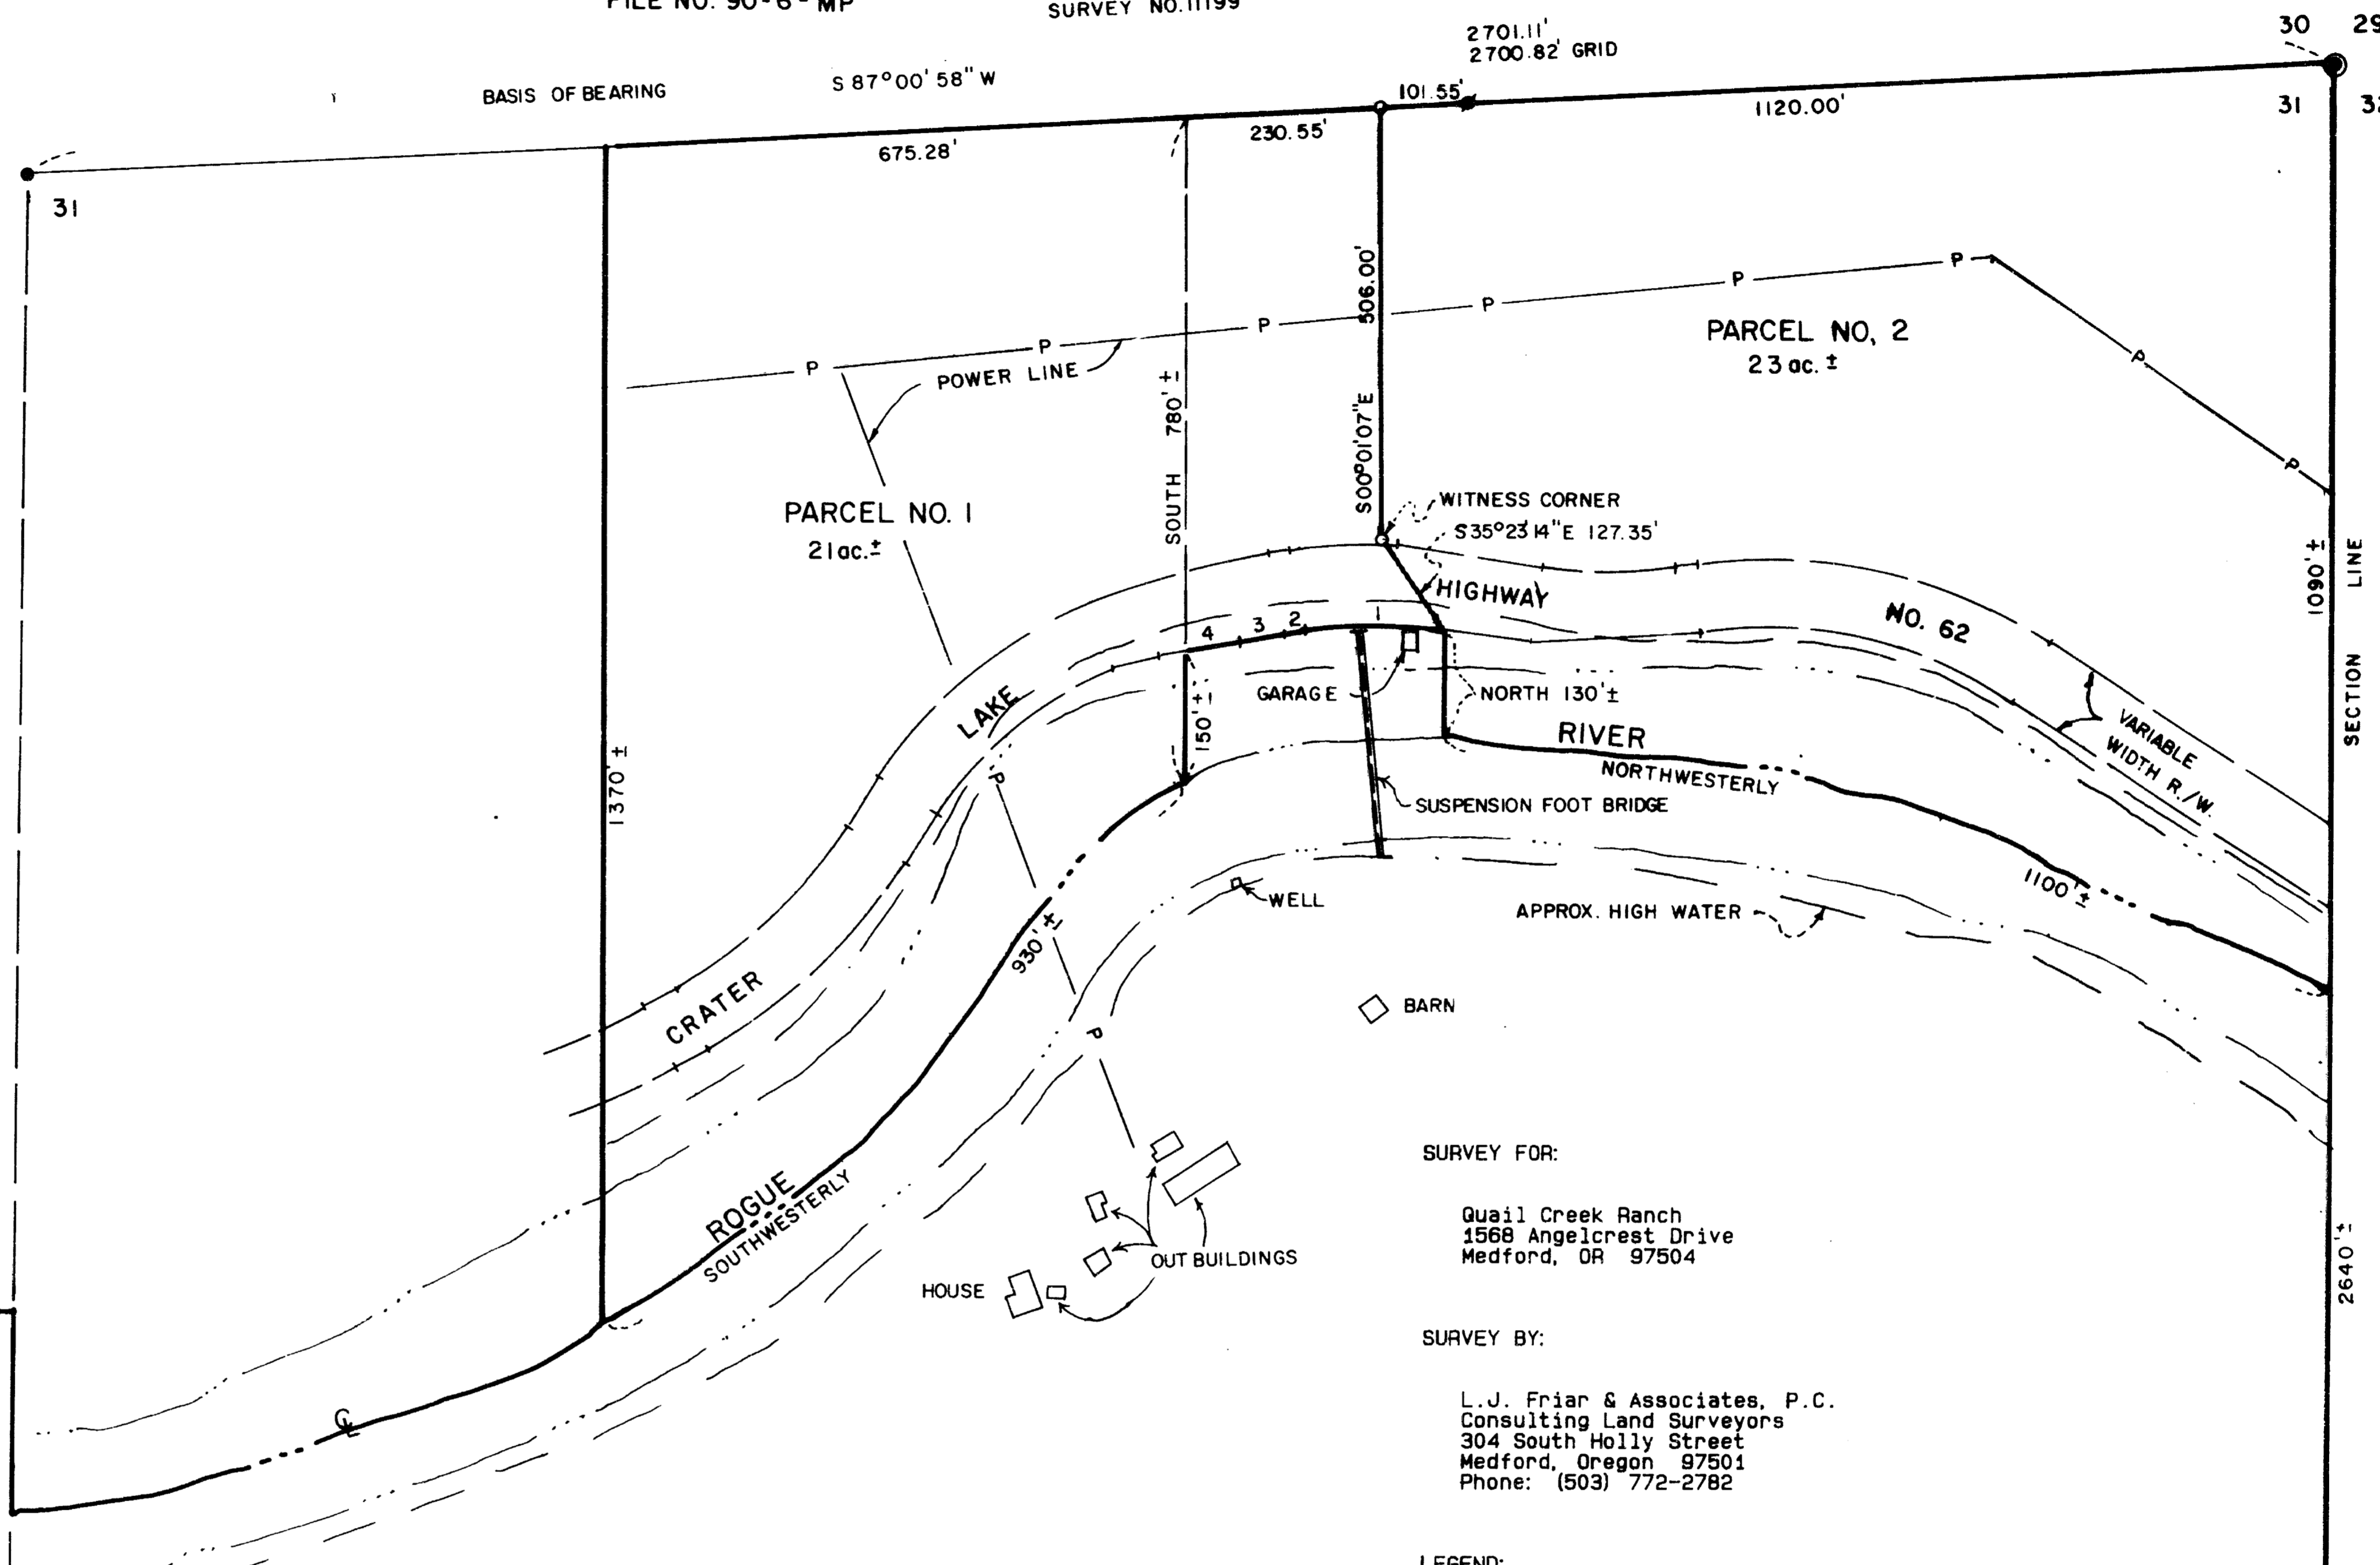 FILE NO. 90-6-MP
SURVEY NO. 11199
2701.11'
2700.82' GRID
30 29
BASIS OF BEARING
S 87°00'58" W
101.55'
1120.00'
31
230.55'
675.28'
31
506.00'
S00°01'07"E
P
P
P
P
P
P
P
P
POWER LINE
PARCEL NO. 2
23 ac. ±
SOUTH 780'±
PARCEL NO. 1
21 ac. ±
WITNESS CORNER
S35°23'14"E 127.35'
HIGHWAY
NO. 62
1090'±
SECTION LINE
4 3 2 1
LAKE
GARAGE
NORTH 130'±
150'±
RIVER
NORTHWESTERLY
VARIABLE
WIDTH R./W.
1370'±
P
SUSPENSION FOOT BRIDGE
WELL
1100'±
APPROX. HIGH WATER
930'±
CRATER
BARN
P
ROGUE
SOUTHWESTERLY
OUT BUILDINGS
HOUSE
2640'±
SURVEY FOR:
Quail Creek Ranch
1568 Angelcrest Drive
Medford, OR 97504
SURVEY BY:
L.J. Friar & Associates, P.C.
Consulting Land Surveyors
304 South Holly Street
Medford, Oregon 97501
Phone: (503) 772-2782
LEGEND: